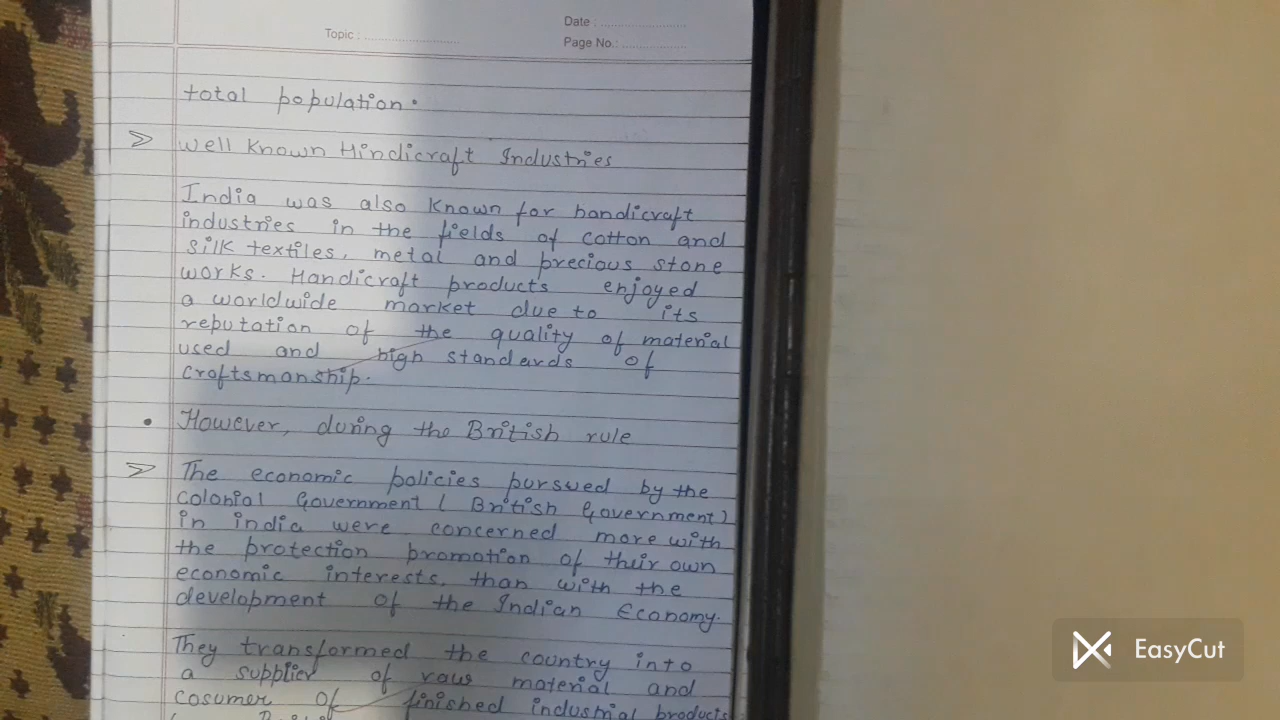 Date : ........................
Topic : ........................
Page No.: .................
total population.
> Well Known Hindicraft Industries
India was also known for handicraft
industries in the fields of cotton and
silk textiles, metal and precious stone
works. Handicraft products enjoyed
a worldwide market due to its
reputation of the quality of material
used and high standards of
craftsmanship.
• However, during the British rule
> The economic policies pursued by the
colonial Government ( British Government)
in india were concerned more with
the protection promotion of their own
economic interests, than with the
development of the Indian Economy.
They transformed the country into
a supplier of raw material and
cosumer of finished industrial products
EasyCut